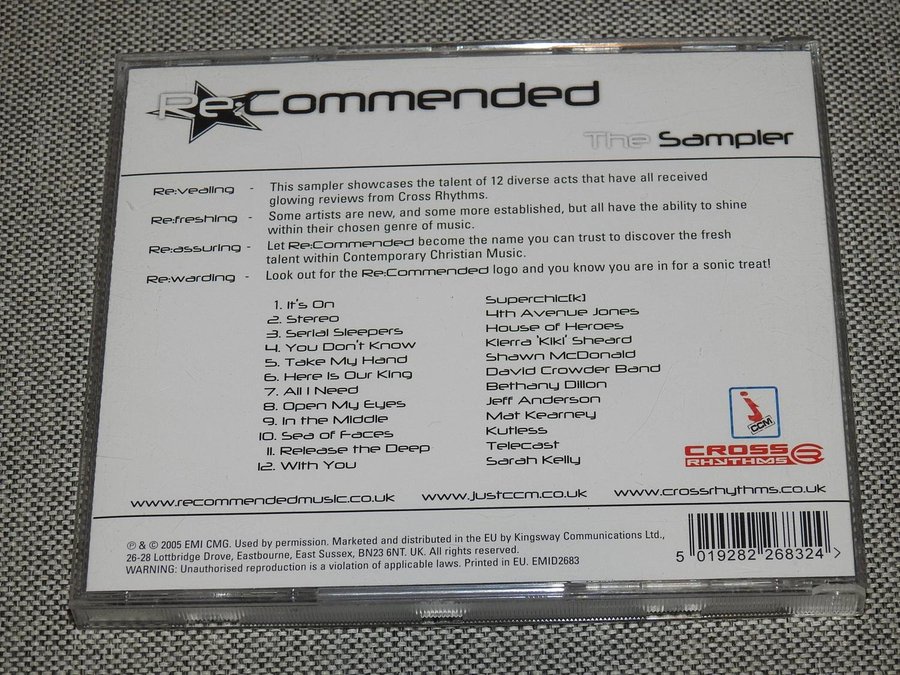 Re:Commended
The Sampler
Re:vealing - This sampler showcases the talent of 12 diverse acts that have all received
glowing reviews from Cross Rhythms.
Re:freshing - Some artists are new, and some more established, but all have the ability to shine
within their chosen genre of music.
Re:assuring - Let Re:Commended become the name you can trust to discover the fresh
talent within Contemporary Christian Music.
Re:warding - Look out for the Re:Commended logo and you know you are in for a sonic treat!
1. It's On Superchic[k]
2. Stereo 4th Avenue Jones
3. Serial Sleepers House of Heroes
4. You Don't Know Kierra 'Kiki' Sheard
5. Take My Hand Shawn McDonald
6. Here Is Our King David Crowder Band
7. All I Need Bethany Dillon
8. Open My Eyes Jeff Anderson
9. In the Middle Mat Kearney
10. Sea of Faces Kutless
11. Release the Deep Telecast
12. With You Sarah Kelly
j
CCM
CROSS
RHYTHMS
www.recommendedmusic.co.uk www.justccm.co.uk www.crossrhythms.co.uk
℗ & © 2005 EMI CMG. Used by permission. Marketed and distributed in the EU by Kingsway Communications Ltd.,
26-28 Lottbridge Drove, Eastbourne, East Sussex, BN23 6NT. UK. All rights reserved.
WARNING: Unauthorised reproduction is a violation of applicable laws. Printed in EU. EMID2683
5 019282 268324 >